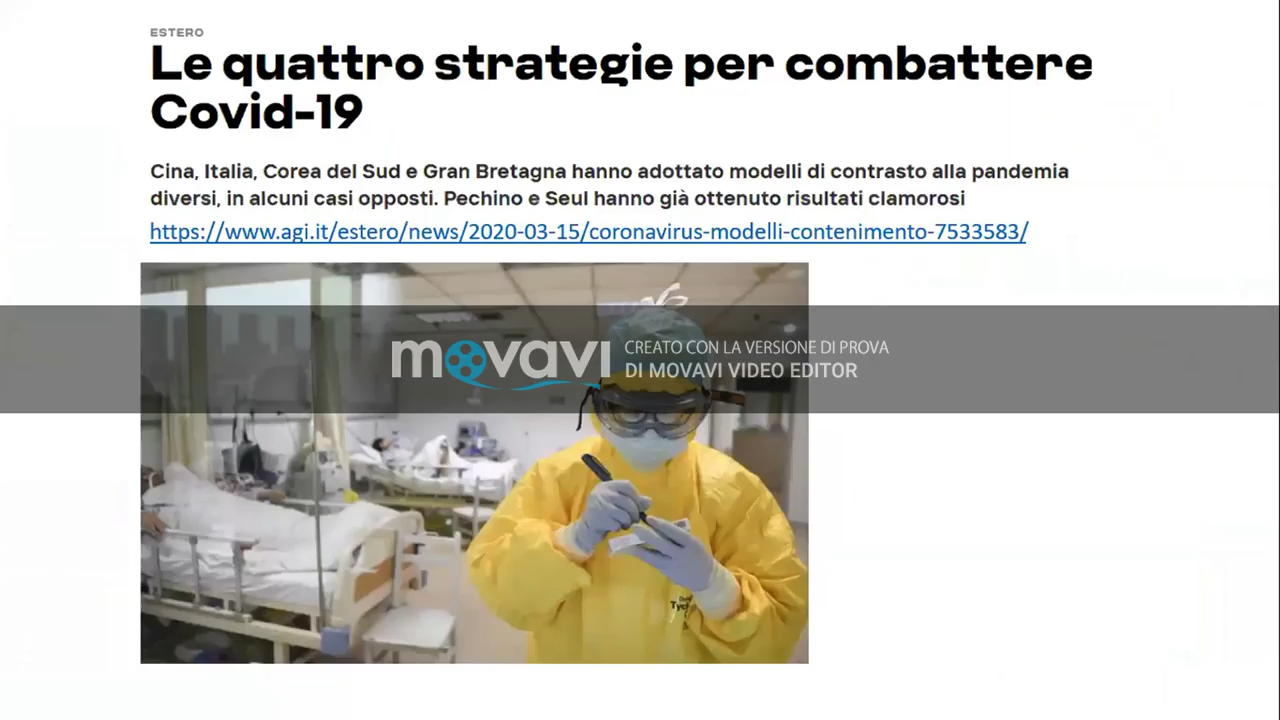 ESTERO
Le quattro strategie per combattere
Covid-19
Cina, Italia, Corea del Sud e Gran Bretagna hanno adottato modelli di contrasto alla pandemia
diversi, in alcuni casi opposti. Pechino e Seul hanno già ottenuto risultati clamorosi
https://www.agi.it/estero/news/2020-03-15/coronavirus-modelli-contenimento-7533583/
movavi
CREATO CON LA VERSIONE DI PROVA
DI MOVAVI VIDEO EDITOR